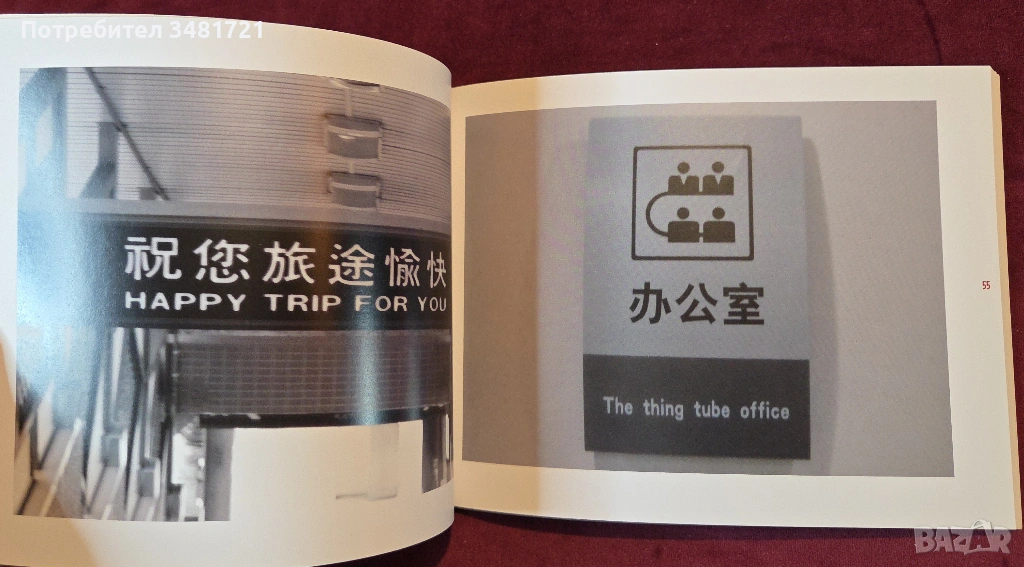 Потребител 3481721
祝您旅途愉快
HAPPY TRIP FOR YOU
办公室
The thing tube office
55
BAZAR